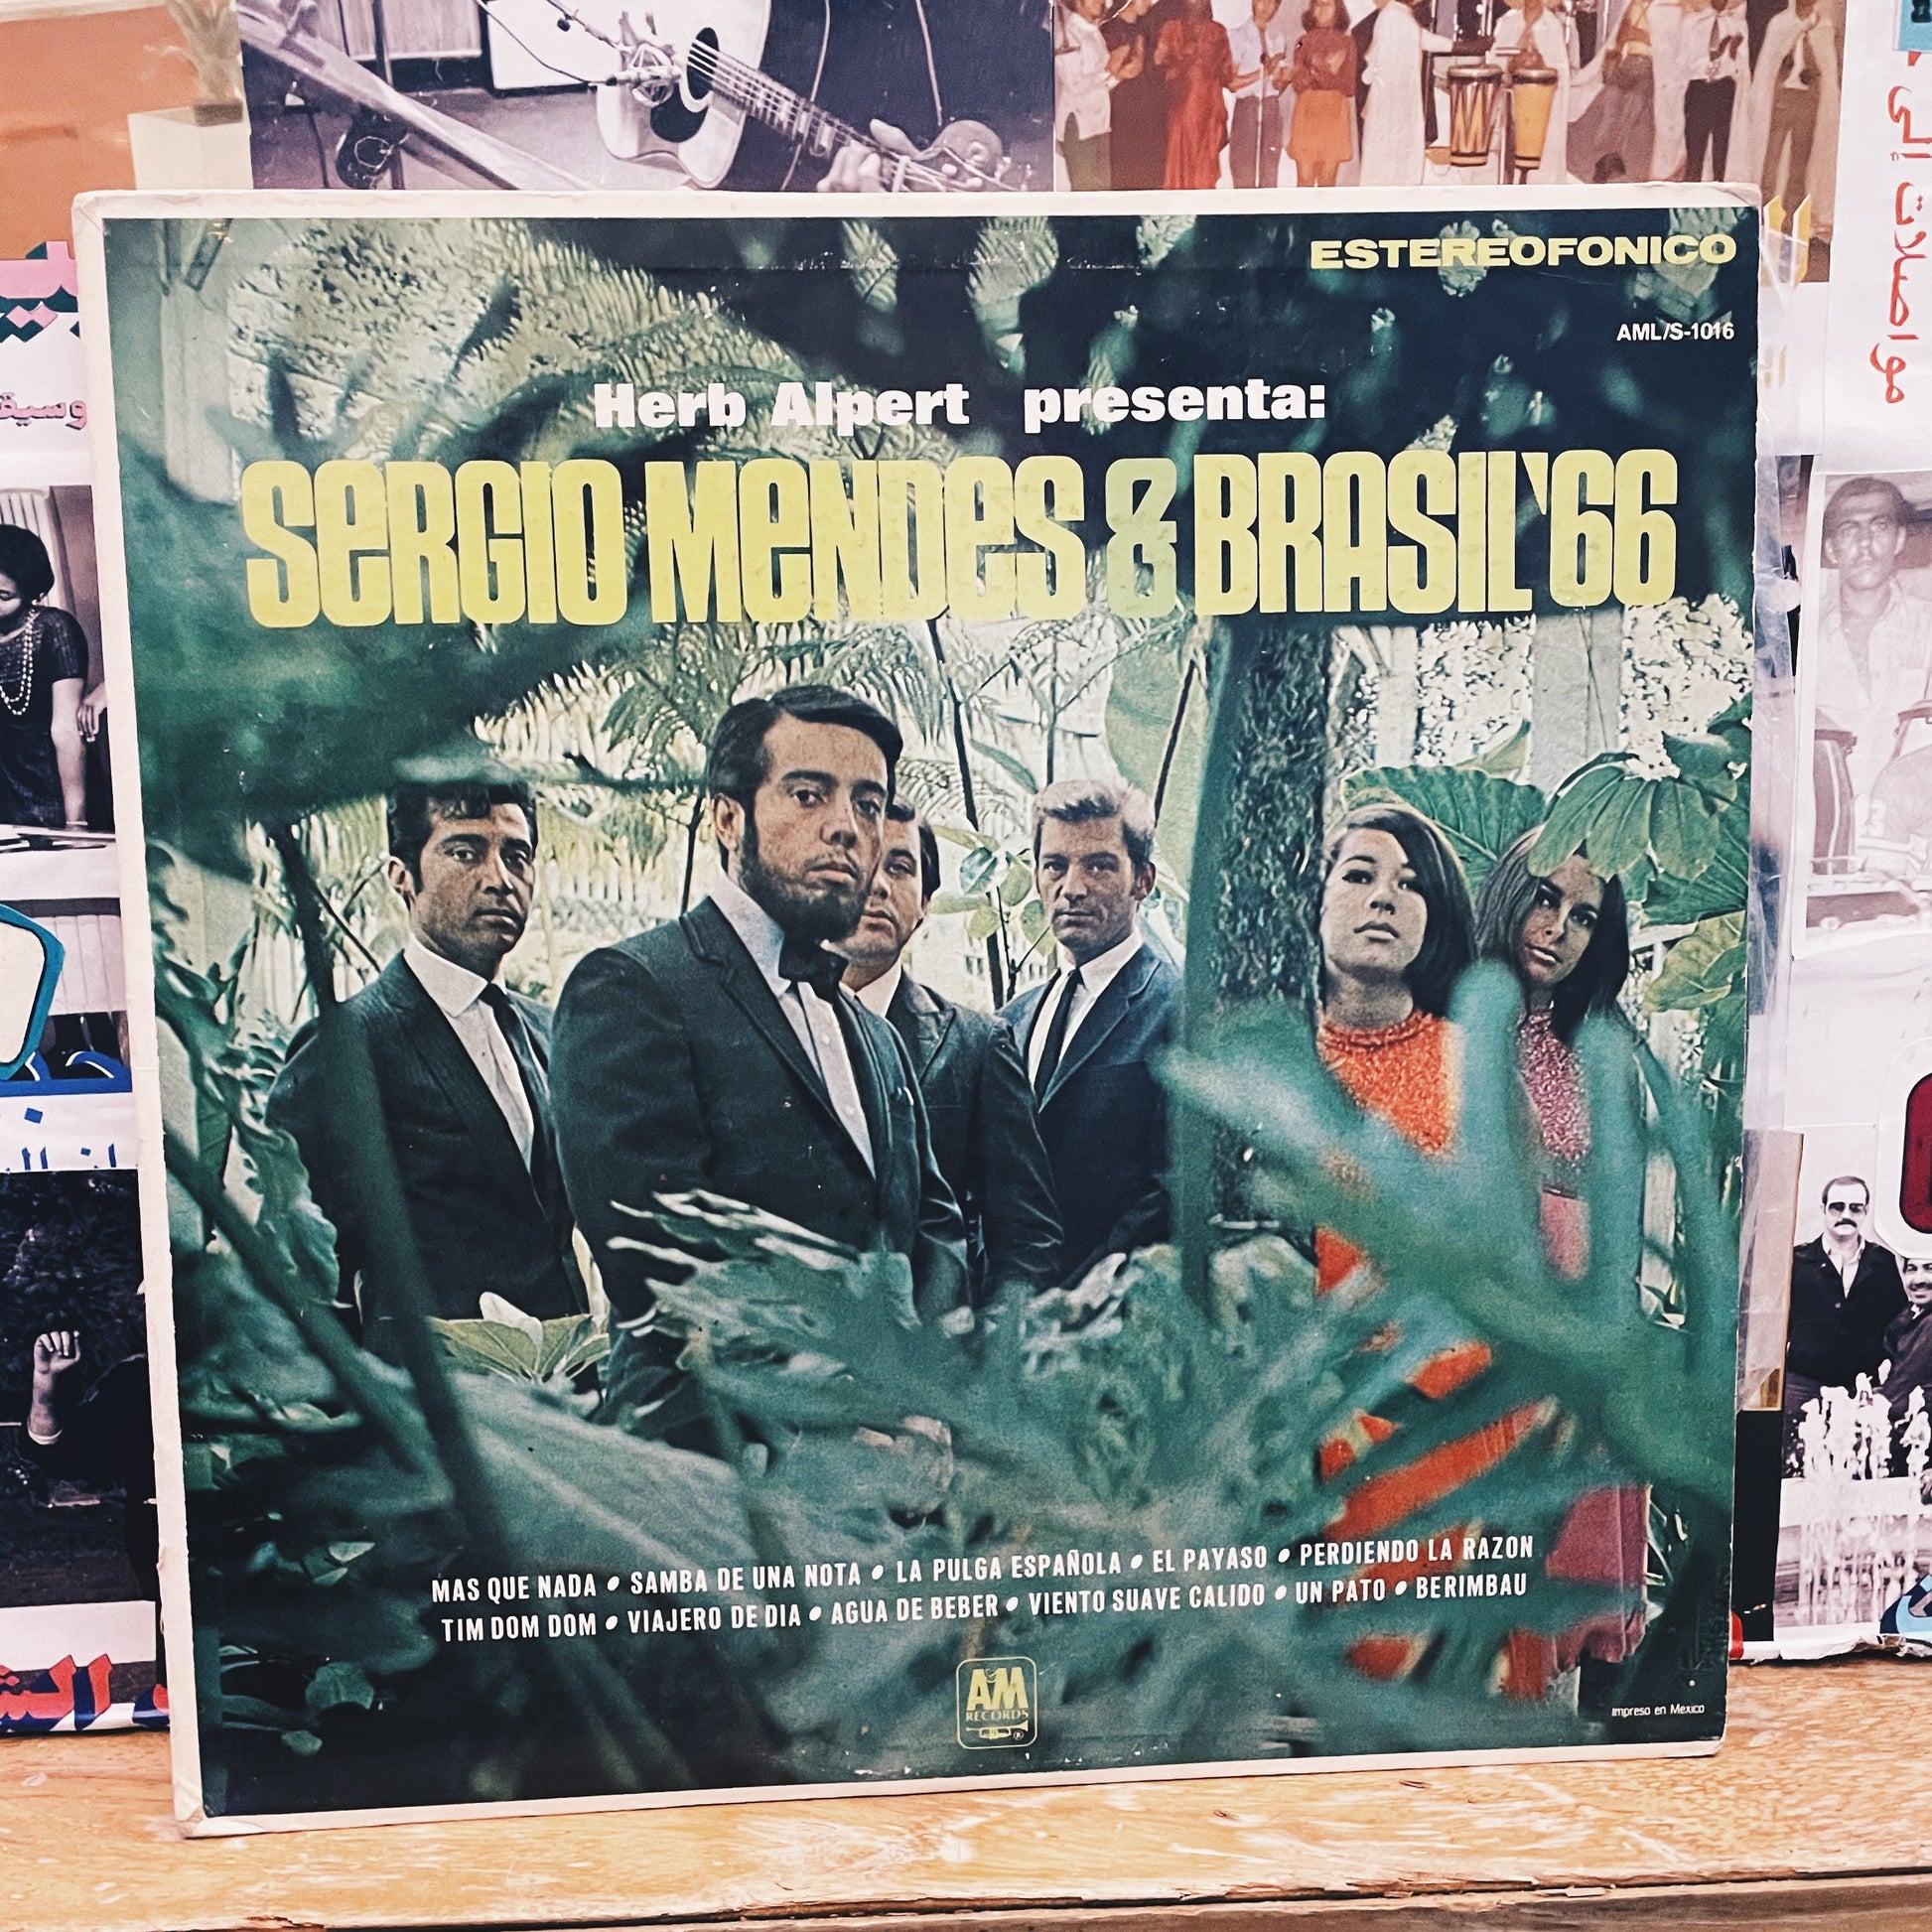 ESTEREOFONICO
AML/S-1016
Herb Alpert presenta:
SERGIO MENDES & BRASIL '66
MAS QUE NADA • SAMBA DE UNA NOTA • LA PULGA ESPAÑOLA • EL PAYASO • PERDIENDO LA RAZON
TIM DOM DOM • VIAJERO DE DIA • AGUA DE BEBER • VIENTO SUAVE CALIDO • UN PATO • BERIMBAU
A&M
RECORDS
Impreso en Mexico
مواصلات إلى